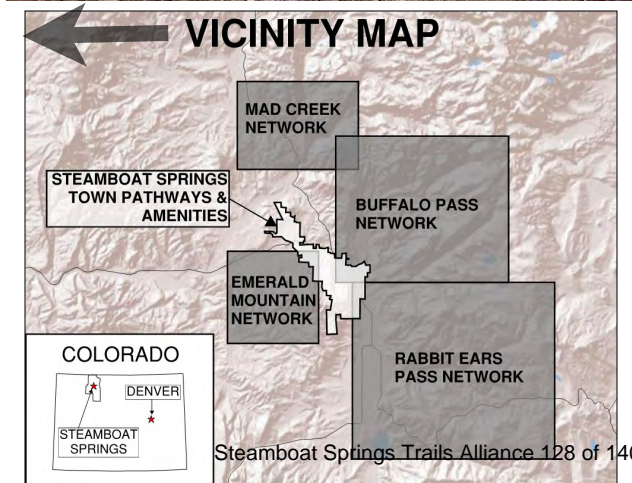 VICINITY MAP
MAD CREEK
NETWORK
STEAMBOAT SPRINGS
TOWN PATHWAYS &
AMENITIES
BUFFALO PASS
NETWORK
EMERALD
MOUNTAIN
NETWORK
RABBIT EARS
PASS NETWORK
COLORADO
DENVER
STEAMBOAT
SPRINGS
Steamboat Springs Trails Alliance 128 of 140